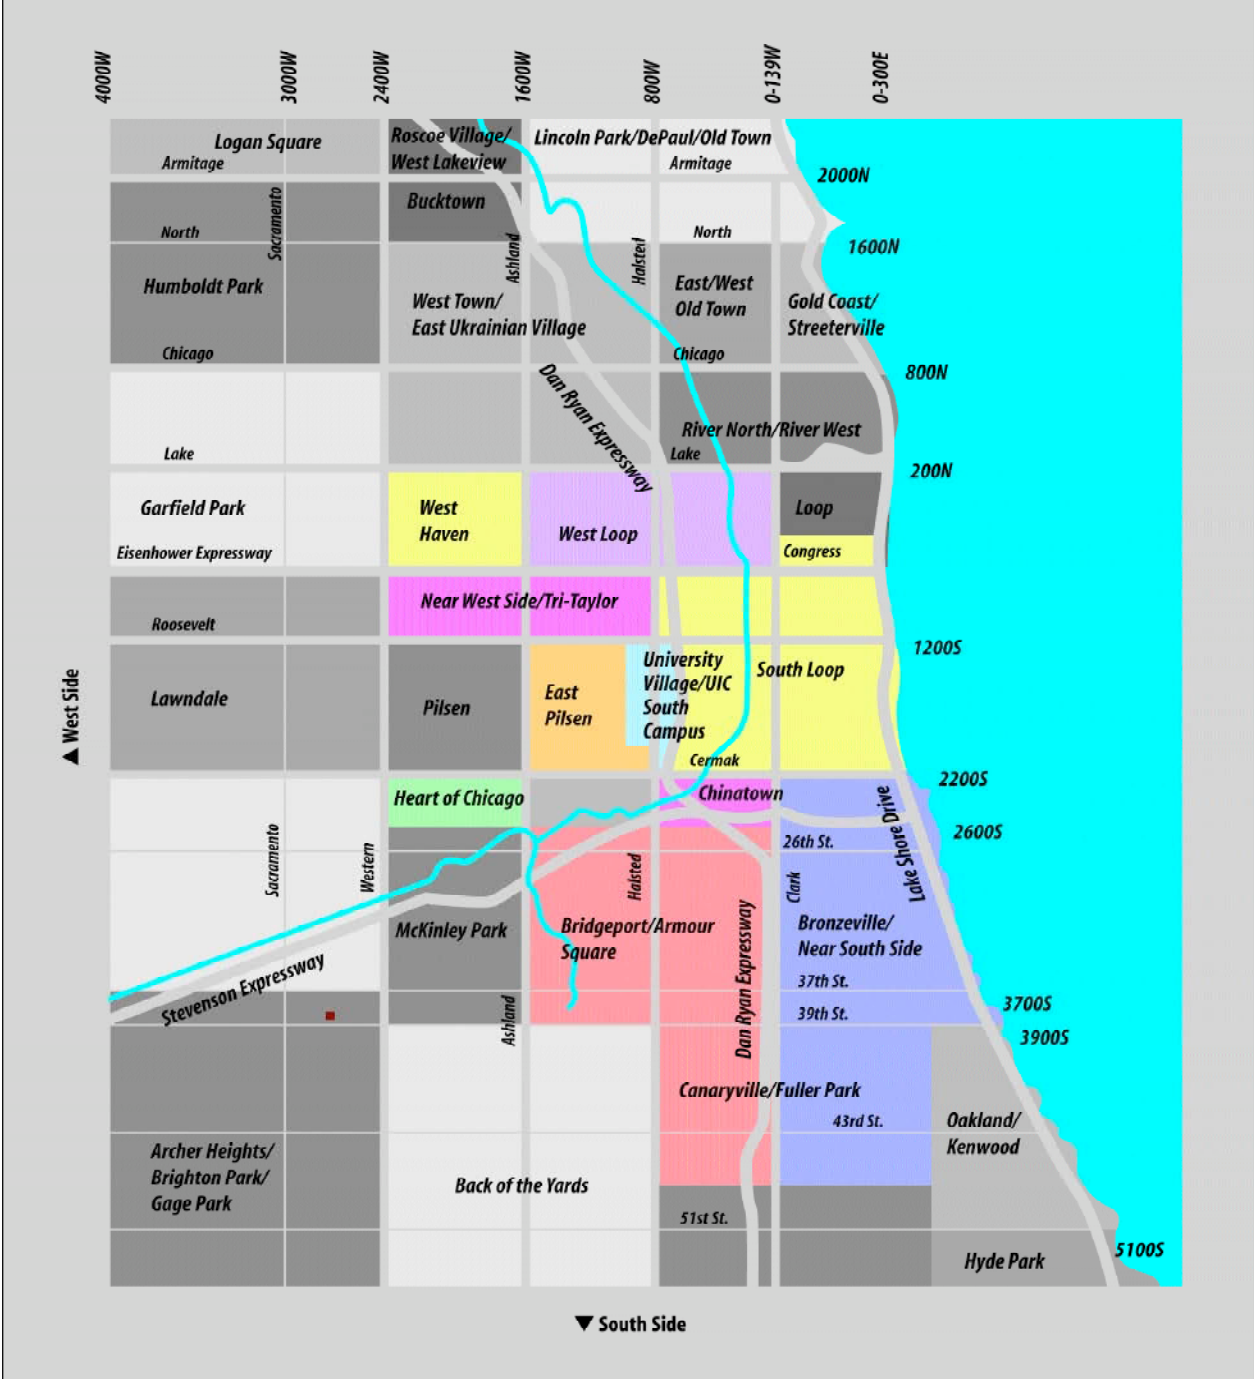 4000W
3000W
2400W
1600W
800W
0-139W
0-300E
Logan Square
Armitage
Roscoe Village/
West Lakeview
Lincoln Park/DePaul/Old Town
Armitage
2000N
Bucktown
Sacramento
North
Ashland
Halsted
North
1600N
Humboldt Park
West Town/
East Ukrainian Village
East/West
Old Town
Gold Coast/
Streeterville
Chicago
Chicago
800N
Dan Ryan Expressway
River North/River West
Lake
Lake
200N
Garfield Park
West
Haven
West Loop
Loop
Eisenhower Expressway
Congress
Near West Side/Tri-Taylor
Roosevelt
1200S
Lawndale
Pilsen
East
Pilsen
University
Village/UIC
South
Campus
South Loop
▲ West Side
Cermak
2200S
Heart of Chicago
Chinatown
2600S
Sacramento
Western
Halsted
26th St.
Clark
Lake Shore Drive
McKinley Park
Bridgeport/Armour
Square
Dan Ryan Expressway
Bronzeville/
Near South Side
Stevenson Expressway
37th St.
3700S
Ashland
39th St.
3900S
Canaryville/Fuller Park
43rd St.
Oakland/
Kenwood
Archer Heights/
Brighton Park/
Gage Park
Back of the Yards
51st St.
5100S
Hyde Park
▼ South Side